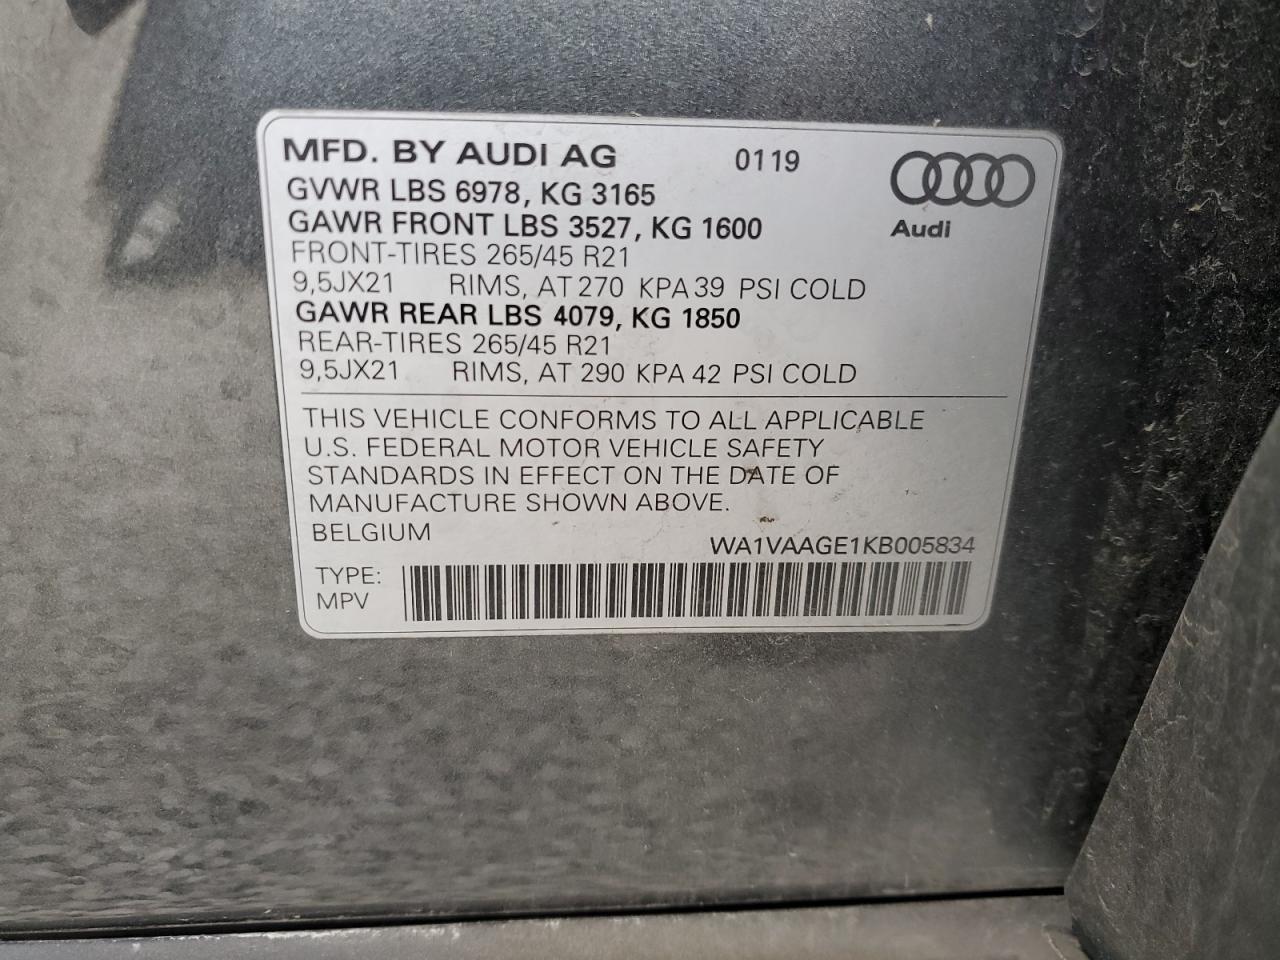 MFD. BY AUDI AG 0119
GVWR LBS 6978, KG 3165
GAWR FRONT LBS 3527, KG 1600
Audi
FRONT-TIRES 265/45 R21
9,5JX21 RIMS, AT 270 KPA 39 PSI COLD
GAWR REAR LBS 4079, KG 1850
REAR-TIRES 265/45 R21
9,5JX21 RIMS, AT 290 KPA 42 PSI COLD
THIS VEHICLE CONFORMS TO ALL APPLICABLE
U.S. FEDERAL MOTOR VEHICLE SAFETY
STANDARDS IN EFFECT ON THE DATE OF
MANUFACTURE SHOWN ABOVE.
BELGIUM
WA1VAAGE1KB005834
TYPE:
MPV